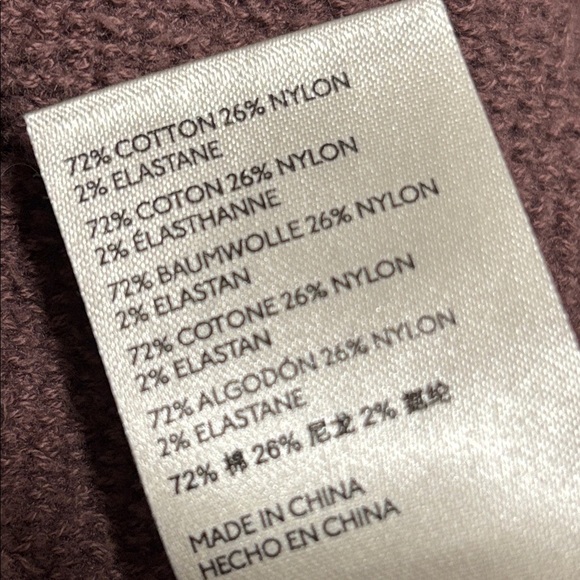 72% COTTON 26% NYLON
2% ELASTANE
72% COTON 26% NYLON
2% ÉLASTHANNE
72% BAUMWOLLE 26% NYLON
2% ELASTAN
72% COTONE 26% NYLON
2% ELASTAN
72% ALGODÓN 26% NYLON
2% ELASTANE
72% 棉 26% 尼龙 2% 氨纶
MADE IN CHINA
HECHO EN CHINA